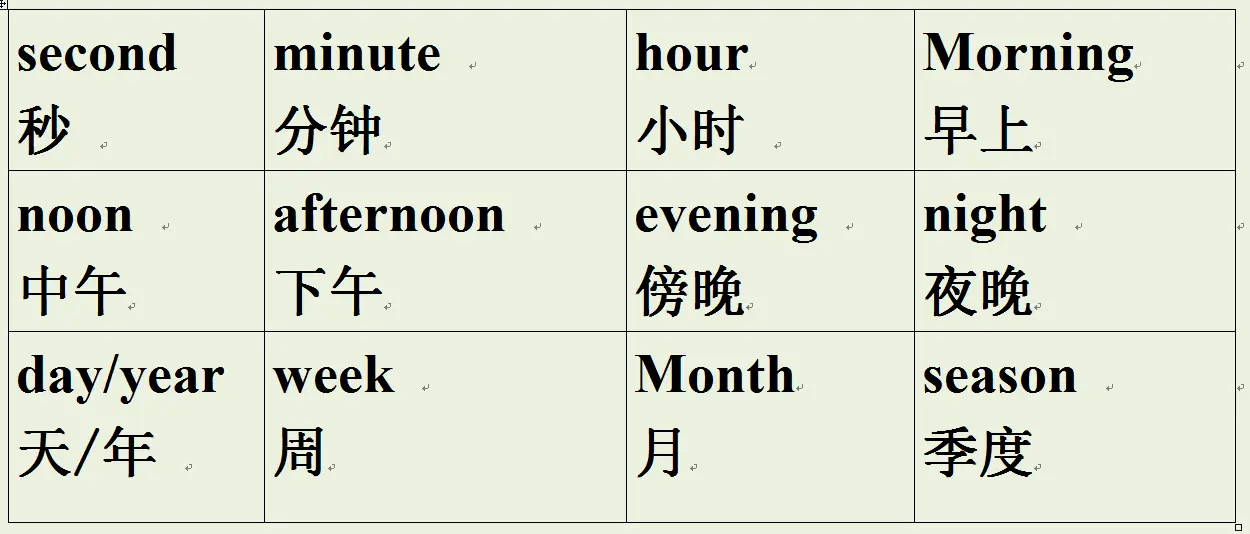 second
秒
minute
分钟
hour
小时
Morning
早上
noon
中午
afternoon
下午
evening
傍晚
night
夜晚
day/year
天/年
week
周
Month
月
season
季度